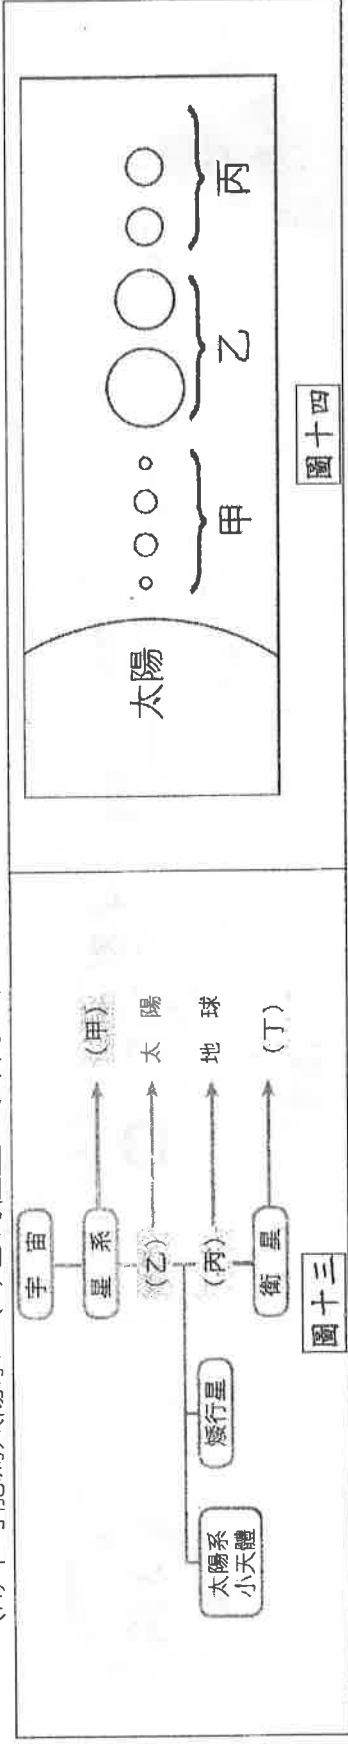 宇宙
星系
(甲)
(乙)
太陽
(丙)
地球
衛星
(丁)
矮行星
太陽系
小天體
圖十三
太陽
甲
乙
丙
圖十四